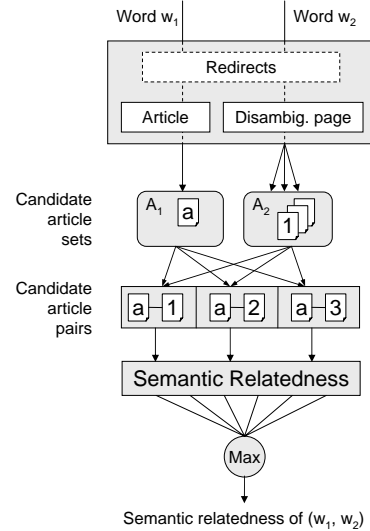 Word w1 Word w2
Redirects
Article Disambig. page
Candidate
article
sets
A1 a
A2 1
Candidate
article
pairs
a 1 a 2 a 3
Semantic Relatedness
Max
Semantic relatedness of (w1, w2)